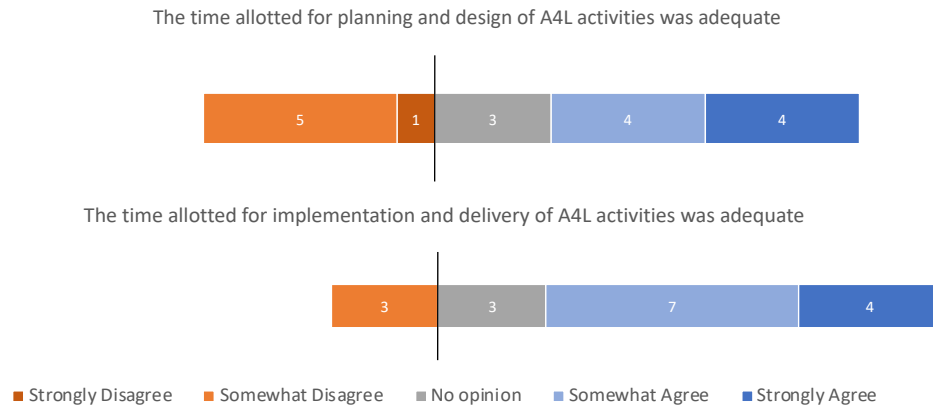 The time allotted for planning and design of A4L activities was adequate
5 1 3 4 4
The time allotted for implementation and delivery of A4L activities was adequate
3 3 7 4
Strongly Disagree Somewhat Disagree No opinion Somewhat Agree Strongly Agree